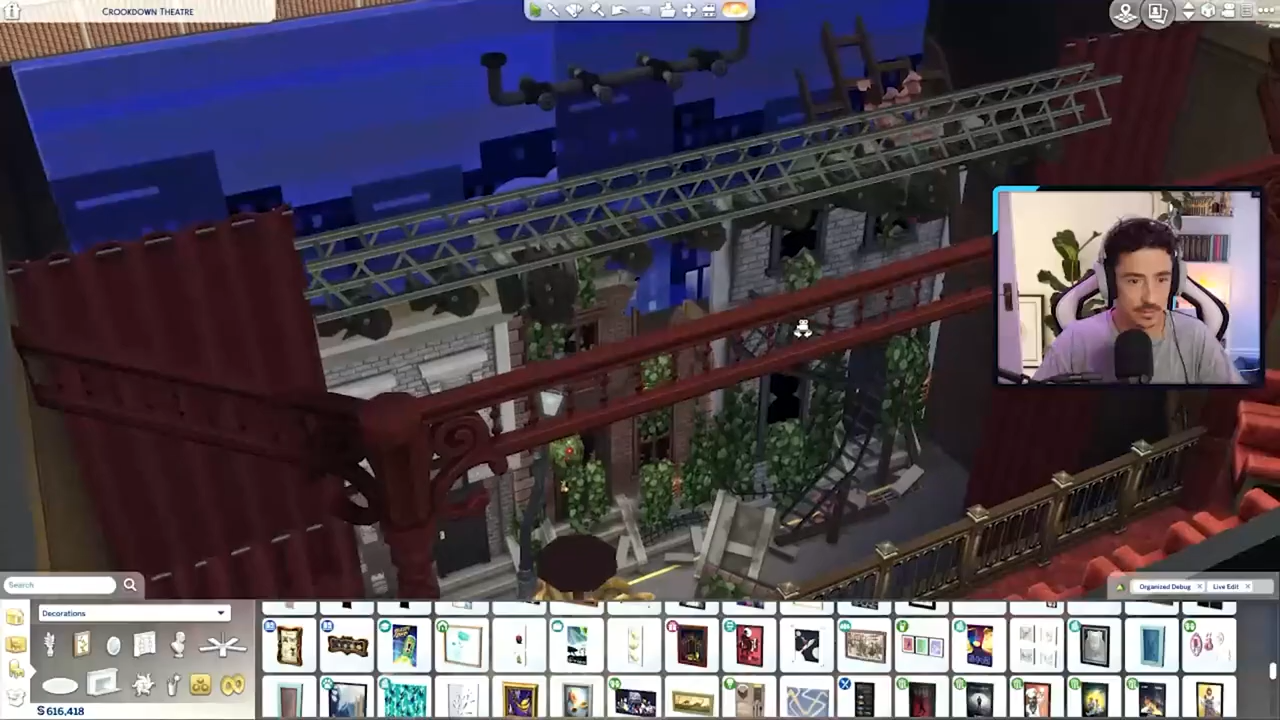 CROOKDOWN THEATRE
Search
Organized Debug
Live Edit
Decorations
$616,418